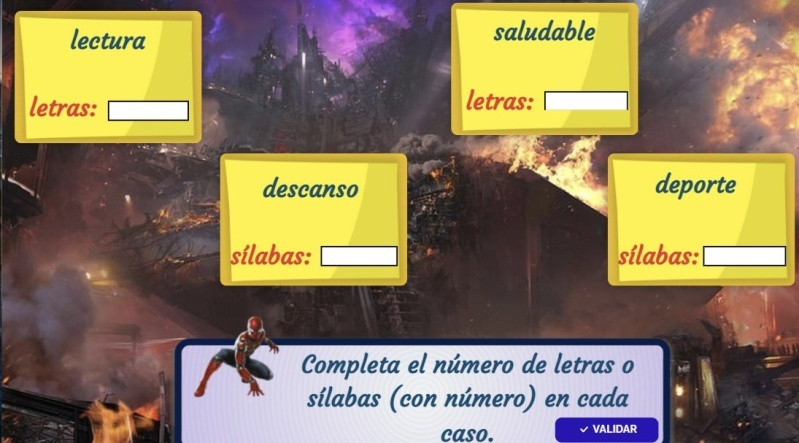 lectura
letras:
saludable
letras:
descanso
sílabas:
deporte
sílabas:
Completa el número de letras o
sílabas (con número) en cada
caso.
VALIDAR